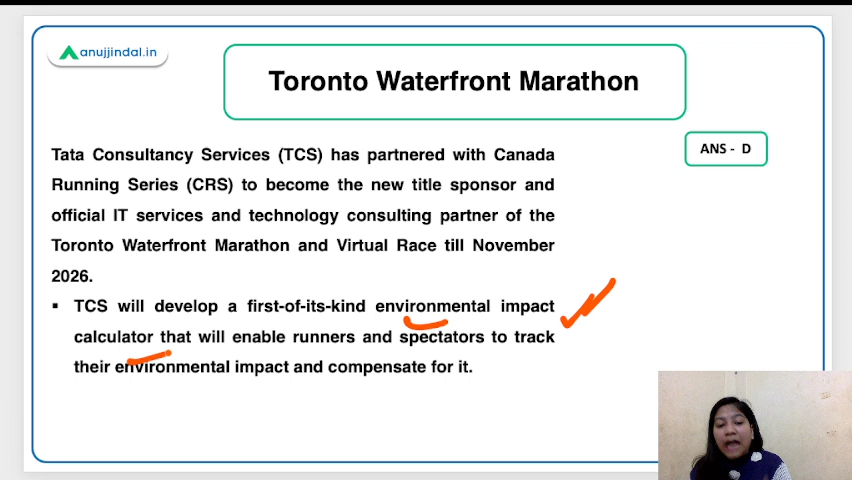 anujjindal.in
Toronto Waterfront Marathon
ANS - D
Tata Consultancy Services (TCS) has partnered with Canada
Running Series (CRS) to become the new title sponsor and
official IT services and technology consulting partner of the
Toronto Waterfront Marathon and Virtual Race till November
2026.
▪ TCS will develop a first-of-its-kind environmental impact
calculator that will enable runners and spectators to track
their environmental impact and compensate for it.